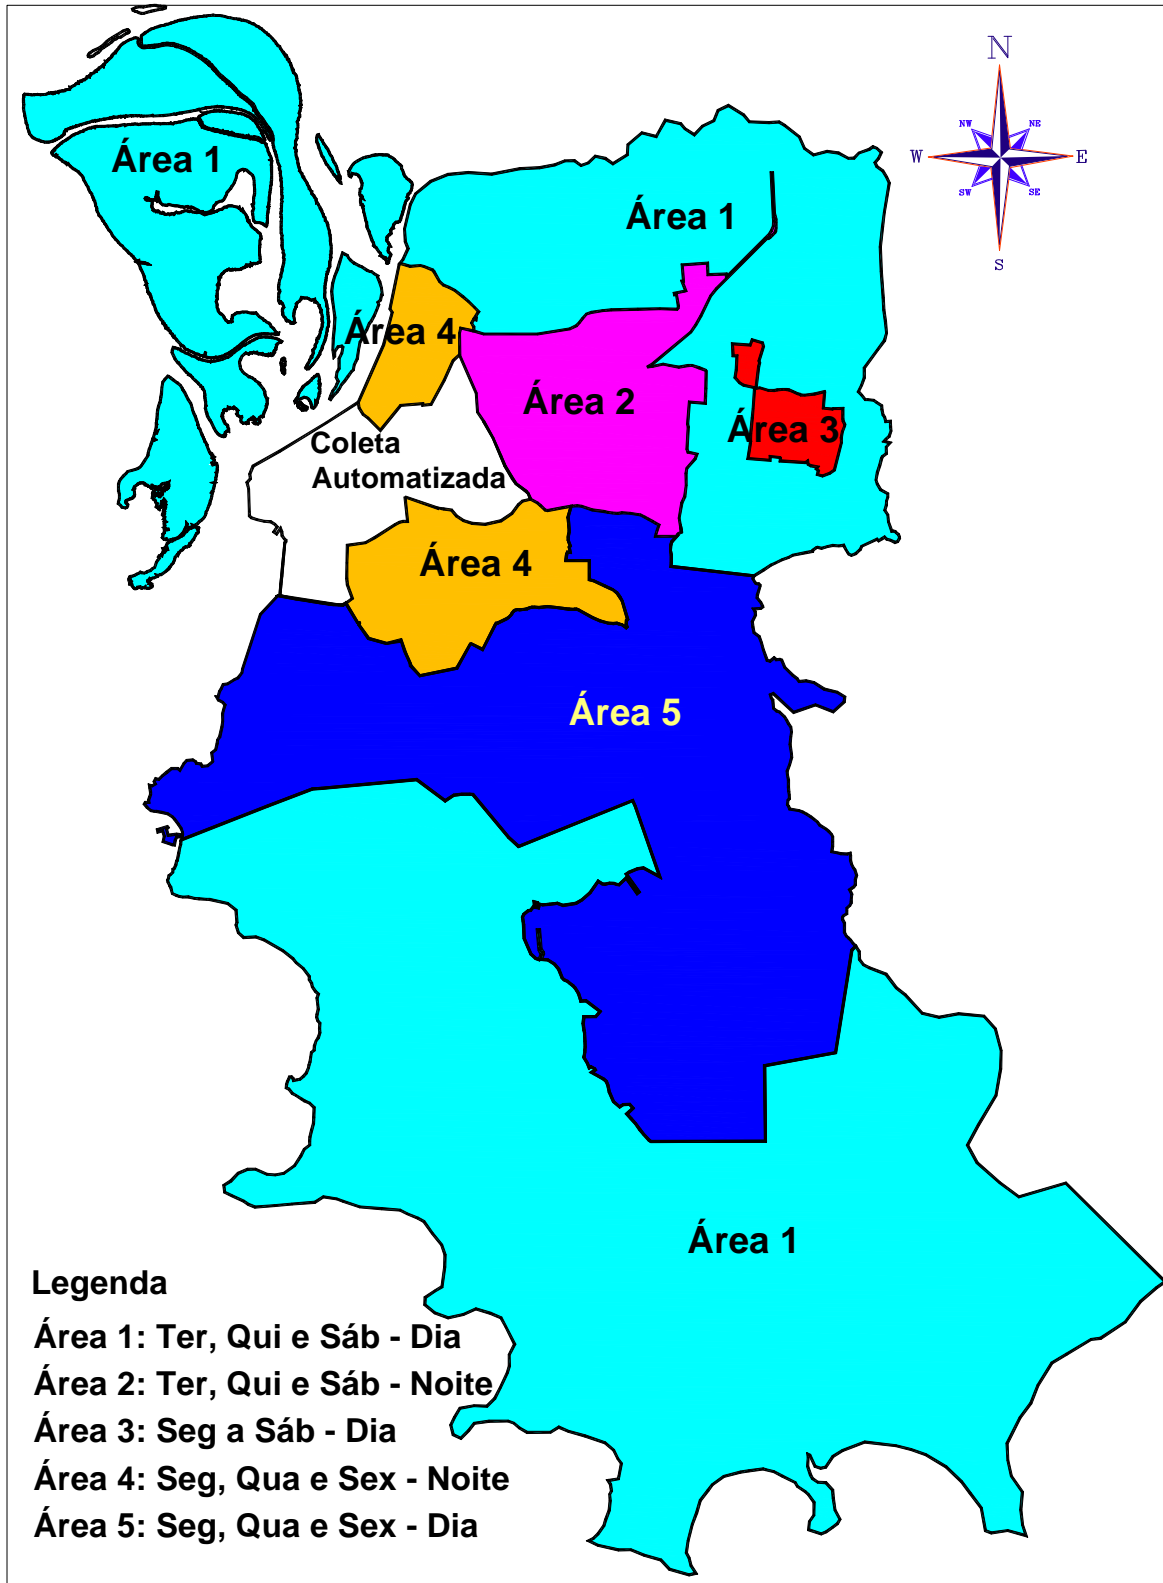 N
NW NE
W E
SW SE
S
Área 1
Área 1
Área 4
Área 2
Área 3
Coleta
Automatizada
Área 4
Área 5
Área 1
Legenda
Área 1: Ter, Qui e Sáb - Dia
Área 2: Ter, Qui e Sáb - Noite
Área 3: Seg a Sáb - Dia
Área 4: Seg, Qua e Sex - Noite
Área 5: Seg, Qua e Sex - Dia